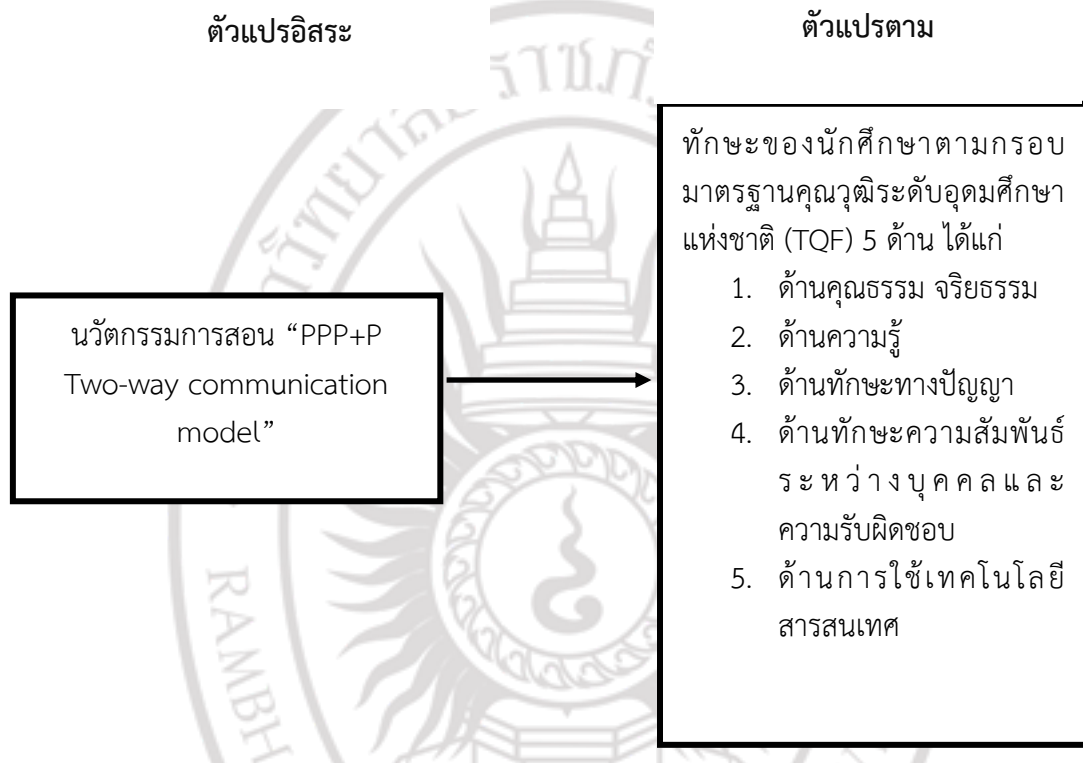 ตัวแปรอิสระ
ตัวแปรตาม
นวัตกรรมการสอน “PPP+P
Two-way communication
model”
ทักษะของนักศึกษาตามกรอบ
มาตรฐานคุณวุฒิระดับอุดมศึกษา
แห่งชาติ (TQF) 5 ด้าน ได้แก่
1. ด้านคุณธรรม จริยธรรม
2. ด้านความรู้
3. ด้านทักษะทางปัญญา
4. ด้านทักษะความสัมพันธ์
ระหว่างบุคคลและ
ความรับผิดชอบ
5. ด้านการใช้เทคโนโลยี
สารสนเทศ
RAMBH